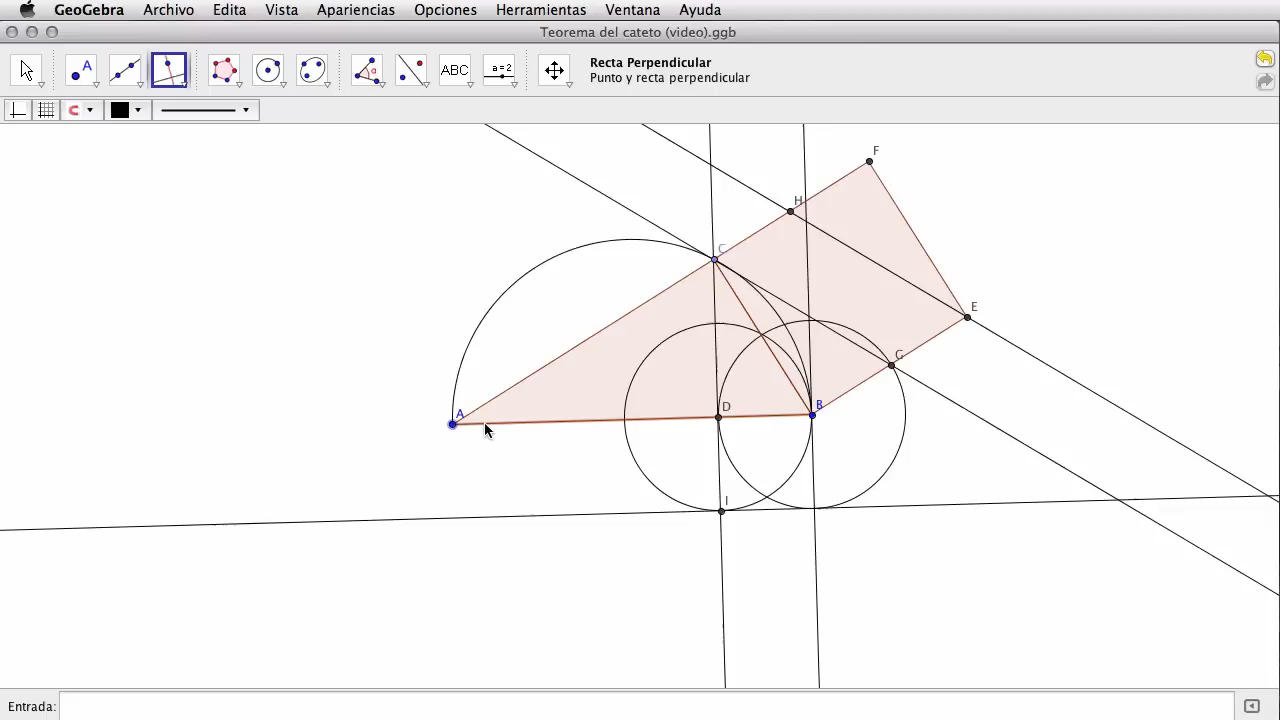 GeoGebra Archivo Edita Vista Apariencias Opciones Herramientas Ventana Ayuda
Teorema del cateto (video).ggb
A α ABC a=2
Recta Perpendicular
Punto y recta perpendicular
F
H
C
E
G
D B
A
I
Entrada: